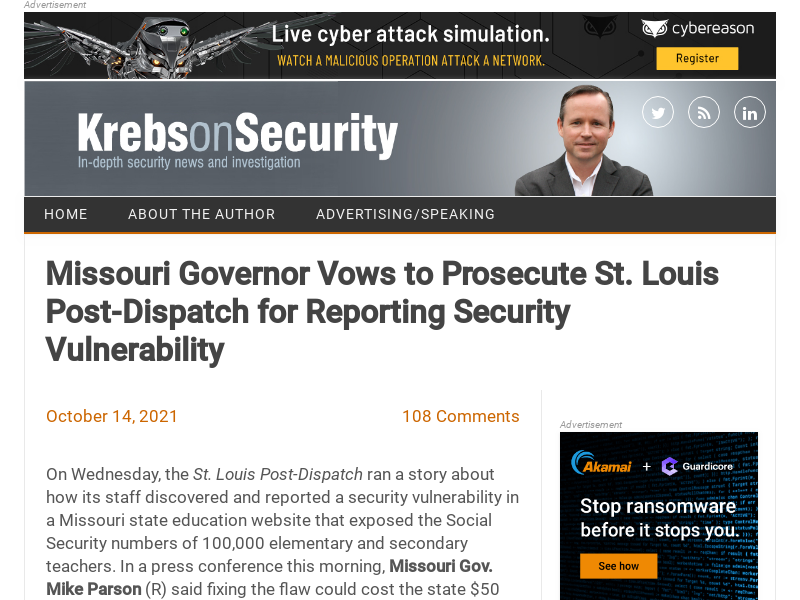 Advertisement
Live cyber attack simulation.
WATCH A MALICIOUS OPERATION ATTACK A NETWORK.
cybereason
Register
KrebsonSecurity
In-depth security news and investigation
HOME ABOUT THE AUTHOR ADVERTISING/SPEAKING
Missouri Governor Vows to Prosecute St. Louis
Post-Dispatch for Reporting Security
Vulnerability
October 14, 2021 108 Comments
On Wednesday, the St. Louis Post-Dispatch ran a story about
how its staff discovered and reported a security vulnerability in
a Missouri state education website that exposed the Social
Security numbers of 100,000 elementary and secondary
teachers. In a press conference this morning, Missouri Gov.
Mike Parson (R) said fixing the flaw could cost the state $50
Advertisement
Akamai + Guardicore
Stop ransomware
before it stops you.
See how